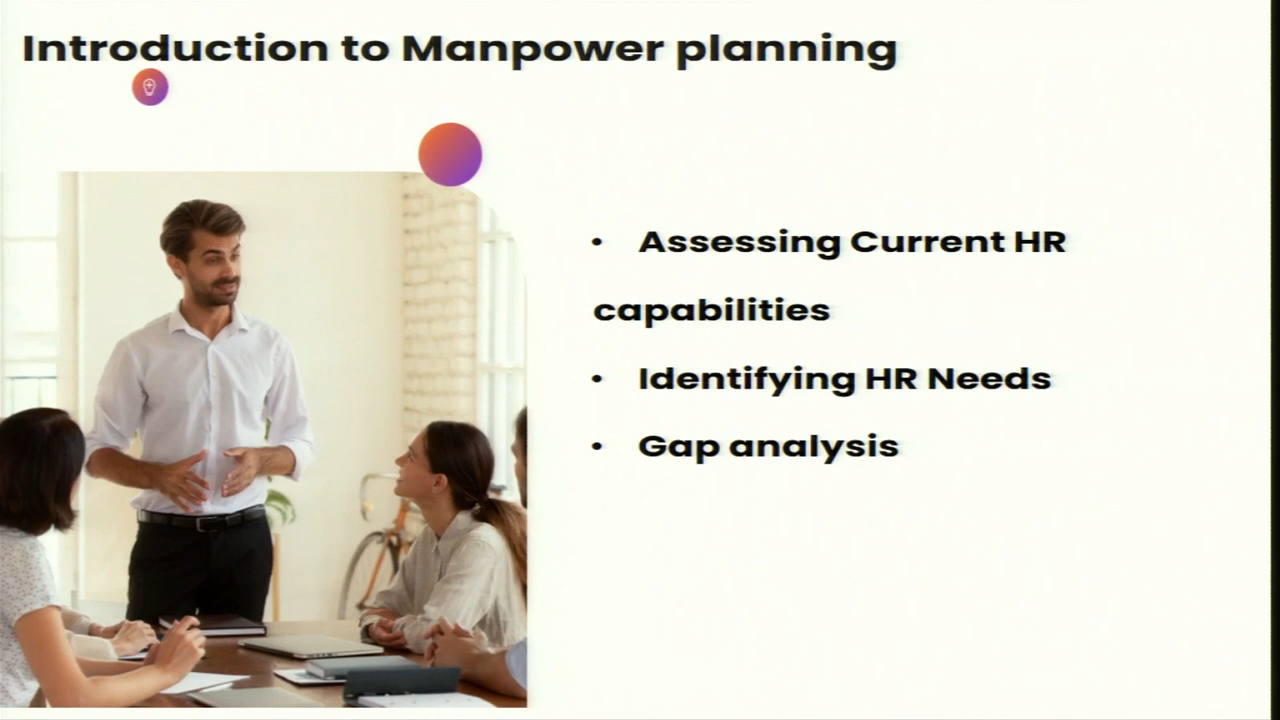 Introduction to Manpower planning
• Assessing Current HR
capabilities
• Identifying HR Needs
• Gap analysis